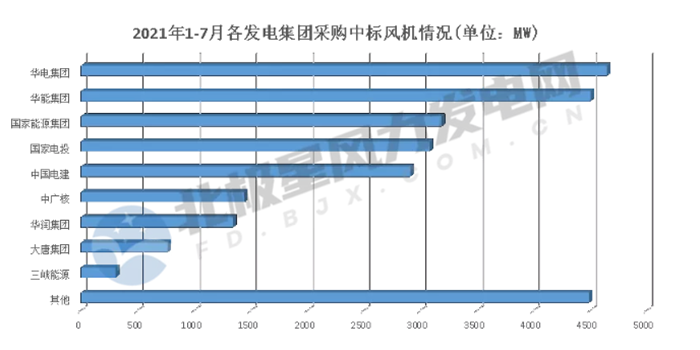 2021年1-7月各发电集团采购中标风机情况(单位：MW)
华电集团
华能集团
国家能源集团
国家电投
中国电建
中广核
华润集团
大唐集团
三峡能源
其他
0 500 1000 1500 2000 2500 3000 3500 4000 4500 5000
北极星风力发电网
FD.BJX.COM.CN